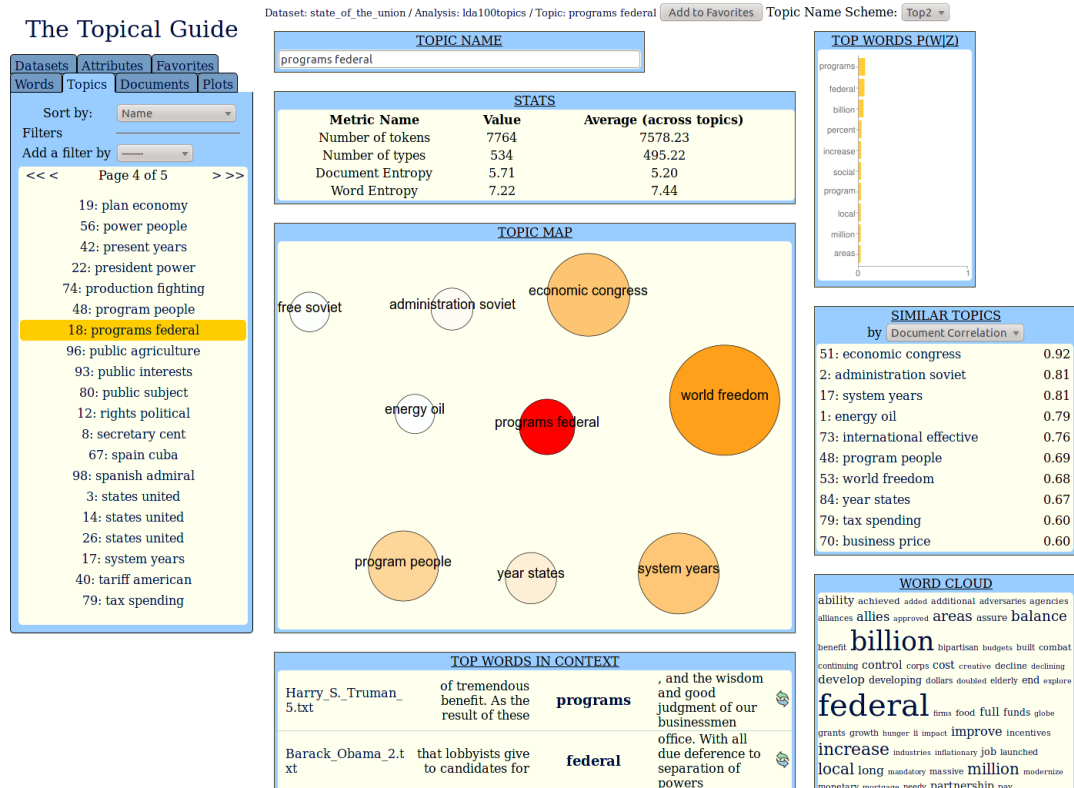 The Topical Guide
Dataset: state_of_the_union / Analysis: lda100topics / Topic: programs federal Add to Favorites Topic Name Scheme: Top2
Datasets Attributes Favorites
Words Topics Documents Plots
Sort by: Name
Filters
Add a filter by -------
<< < Page 4 of 5 > >>
19: plan economy
56: power people
42: present years
22: president power
74: production fighting
48: program people
18: programs federal
96: public agriculture
93: public interests
80: public subject
12: rights political
8: secretary cent
67: spain cuba
98: spanish admiral
3: states united
14: states united
26: states united
17: system years
40: tariff american
79: tax spending
TOPIC NAME
programs federal
STATS
Metric Name Value Average (across topics)
Number of tokens 7764 7578.23
Number of types 534 495.22
Document Entropy 5.71 5.20
Word Entropy 7.22 7.44
TOPIC MAP
free soviet
administration soviet
economic congress
world freedom
energy oil
programs federal
program people
year states
system years
TOP WORDS IN CONTEXT
Harry_S._Truman_
5.txt
of tremendous
benefit. As the
result of these
programs
, and the wisdom
and good
judgment of our
businessmen
Barack_Obama_2.t
xt
that lobbyists give
to candidates for
federal
office. With all
due deference to
separation of
powers
TOP WORDS P(W|Z)
programs
federal
billion
percent
increase
social
program
local
million
areas
0 1
SIMILAR TOPICS
by Document Correlation
51: economic congress 0.92
2: administration soviet 0.81
17: system years 0.81
1: energy oil 0.79
73: international effective 0.76
48: program people 0.69
53: world freedom 0.68
84: year states 0.67
79: tax spending 0.60
70: business price 0.60
WORD CLOUD
ability achieved added additional adversaries agencies
alliances allies approved areas assure balance
benefit billion bipartisan budgets built combat
continuing control corps cost creative decline declining
develop developing dollars doubled elderly end explore
federal firms food full funds globe
grants growth hunger ii impact improve incentives
increase industries inflationary job launched
local long mandatory massive million modernize
monetary mortgage needy partnership pay